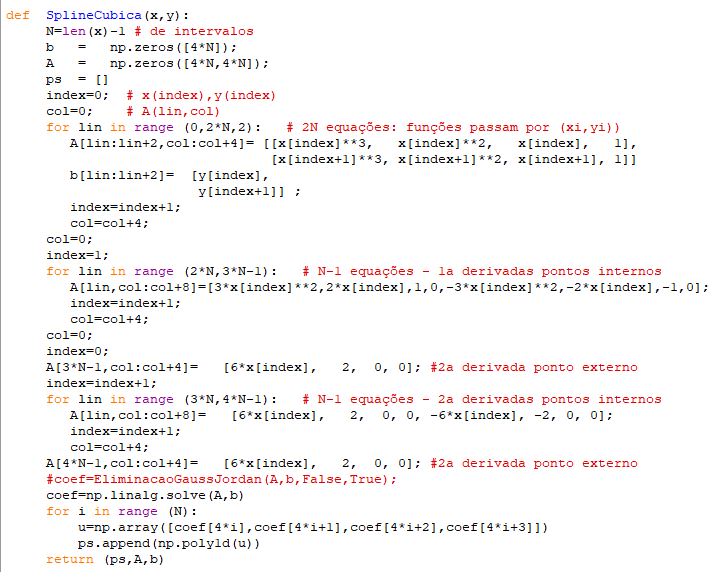 def  SplineCubica(x,y):
     N=len(x)-1 # de intervalos
     b   =   np.zeros([4*N]);
     A   =   np.zeros([4*N,4*N]);
     ps  = []
     index=0;  # x(index),y(index)
     col=0;    # A(lin,col)
     for lin in range (0,2*N,2):   # 2N equações: funções passam por (xi,yi))
        A[lin:lin+2,col:col+4]= [[x[index]**3,   x[index]**2,   x[index],   1],
                                 [x[index+1]**3, x[index+1]**2, x[index+1], 1]]
        b[lin:lin+2]=  [y[index],
                        y[index+1]] ;
        index=index+1;
        col=col+4;
     col=0;
     index=1;
     for lin in range (2*N,3*N-1):   # N-1 equações - 1a derivadas pontos internos
        A[lin,col:col+8]=[3*x[index]**2,2*x[index],1,0,-3*x[index]**2,-2*x[index],-1,0];
        index=index+1;
        col=col+4;
     col=0;
     index=0;
     A[3*N-1,col:col+4]=   [6*x[index],   2,  0, 0]; #2a derivada ponto externo
     index=index+1;
     for lin in range (3*N,4*N-1):   # N-1 equações - 2a derivadas pontos internos
        A[lin,col:col+8]=   [6*x[index],   2,   0, 0, -6*x[index], -2, 0, 0];
        index=index+1;
        col=col+4;
     A[4*N-1,col:col+4]=   [6*x[index],   2,  0, 0]; #2a derivada ponto externo
     #coef=EliminacaoGaussJordan(A,b,False,True);
     coef=np.linalg.solve(A,b)
     for i in range (N):
         u=np.array([coef[4*i],coef[4*i+1],coef[4*i+2],coef[4*i+3]])
         ps.append(np.poly1d(u))
     return (ps,A,b)